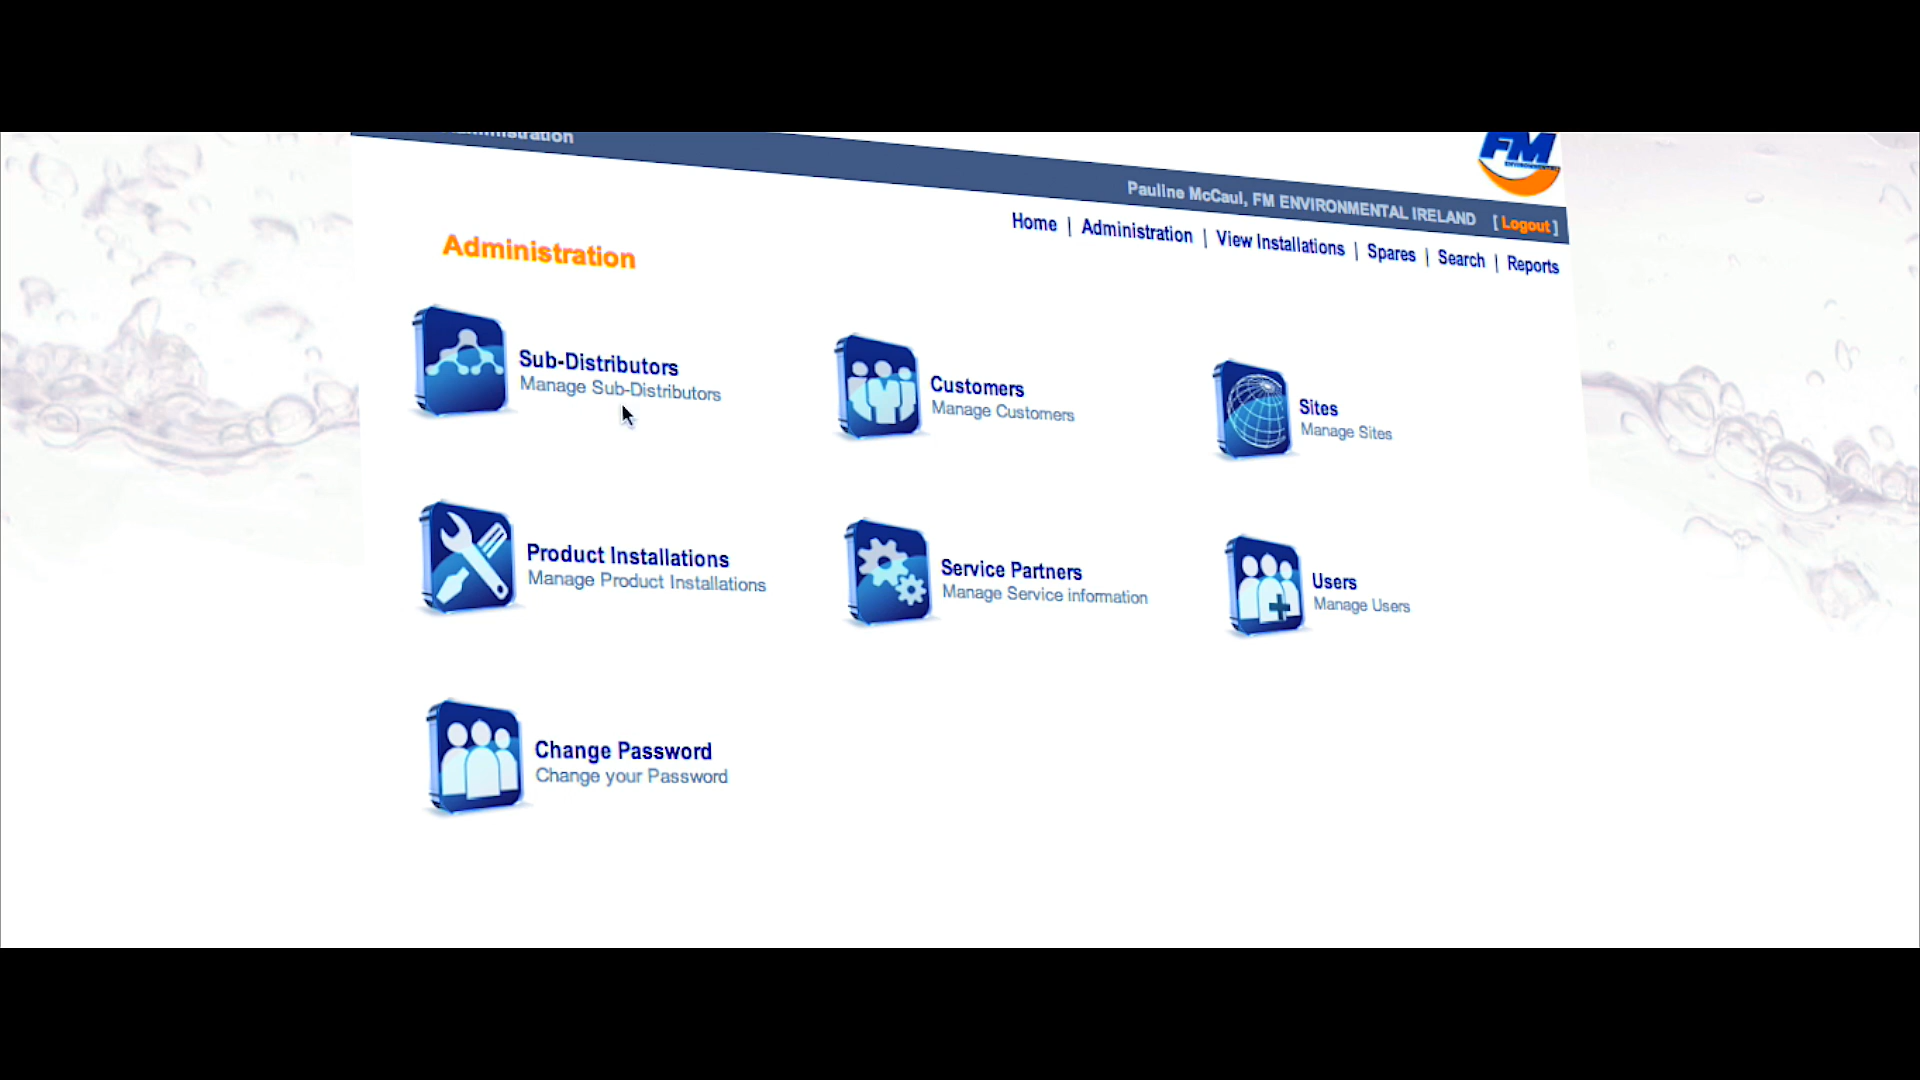 Administration
FM
Pauline McCaul, FM ENVIRONMENTAL IRELAND [ Logout ]
Home | Administration | View Installations | Spares | Search | Reports
Administration
Sub-Distributors
Manage Sub-Distributors
Customers
Manage Customers
Sites
Manage Sites
Product Installations
Manage Product Installations
Service Partners
Manage Service information
Users
Manage Users
Change Password
Change your Password